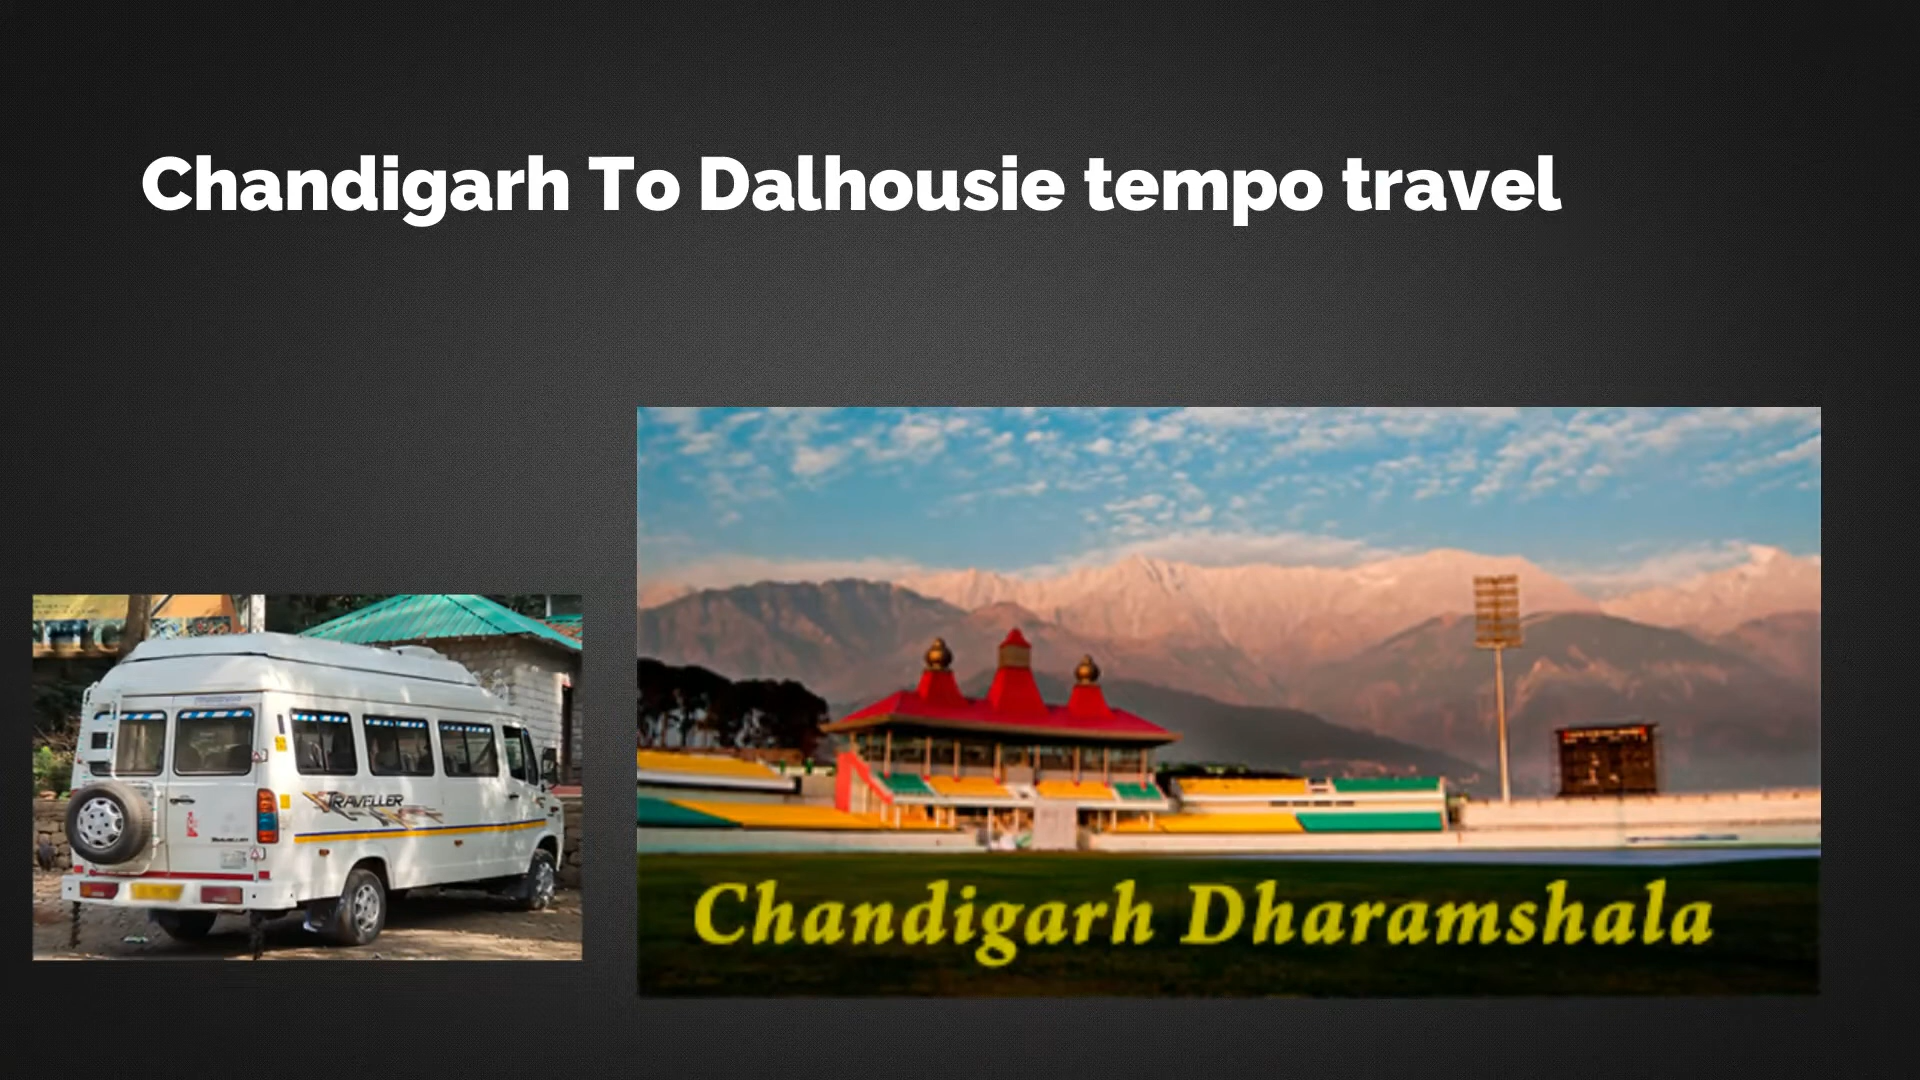 Chandigarh To Dalhousie tempo travel
TRAVELLER
Chandigarh Dharamshala